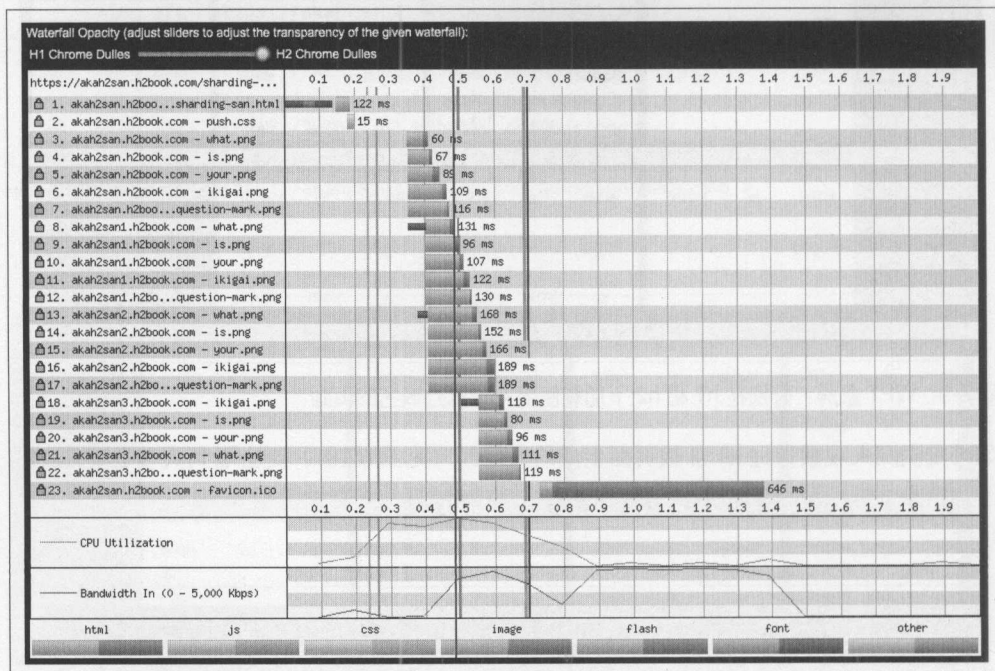 Waterfall Opacity (adjust sliders to adjust the transparency of the given waterfall):
H1 Chrome Dulles H2 Chrome Dulles
https://akah2san.h2book.com/sharding-... 0.1 0.2 0.3 0.4 0.5 0.6 0.7 0.8 0.9 1.0 1.1 1.2 1.3 1.4 1.5 1.6 1.7 1.8 1.9
1. akah2san.h2boo...sharding-san.html 122 ms
2. akah2san.h2book.com - push.css 15 ms
3. akah2san.h2book.com - what.png 60 ms
4. akah2san.h2book.com - is.png 67 ms
5. akah2san.h2book.com - your.png 89 ms
6. akah2san.h2book.com - ikigai.png 109 ms
7. akah2san.h2boo...question-mark.png 116 ms
8. akah2san1.h2book.com - what.png 131 ms
9. akah2san1.h2book.com - is.png 96 ms
10. akah2san1.h2book.com - your.png 107 ms
11. akah2san1.h2book.com - ikigai.png 122 ms
12. akah2san1.h2bo...question-mark.png 130 ms
13. akah2san2.h2book.com - what.png 168 ms
14. akah2san2.h2book.com - is.png 152 ms
15. akah2san2.h2book.com - your.png 166 ms
16. akah2san2.h2book.com - ikigai.png 189 ms
17. akah2san2.h2bo...question-mark.png 189 ms
18. akah2san3.h2book.com - ikigai.png 118 ms
19. akah2san3.h2book.com - is.png 80 ms
20. akah2san3.h2book.com - your.png 96 ms
21. akah2san3.h2book.com - what.png 111 ms
22. akah2san3.h2bo...question-mark.png 119 ms
23. akah2san.h2book.com - favicon.ico 646 ms
0.1 0.2 0.3 0.4 0.5 0.6 0.7 0.8 0.9 1.0 1.1 1.2 1.3 1.4 1.5 1.6 1.7 1.8 1.9
CPU Utilization
Bandwidth In (0 - 5,000 Kbps)
html js css image flash font other